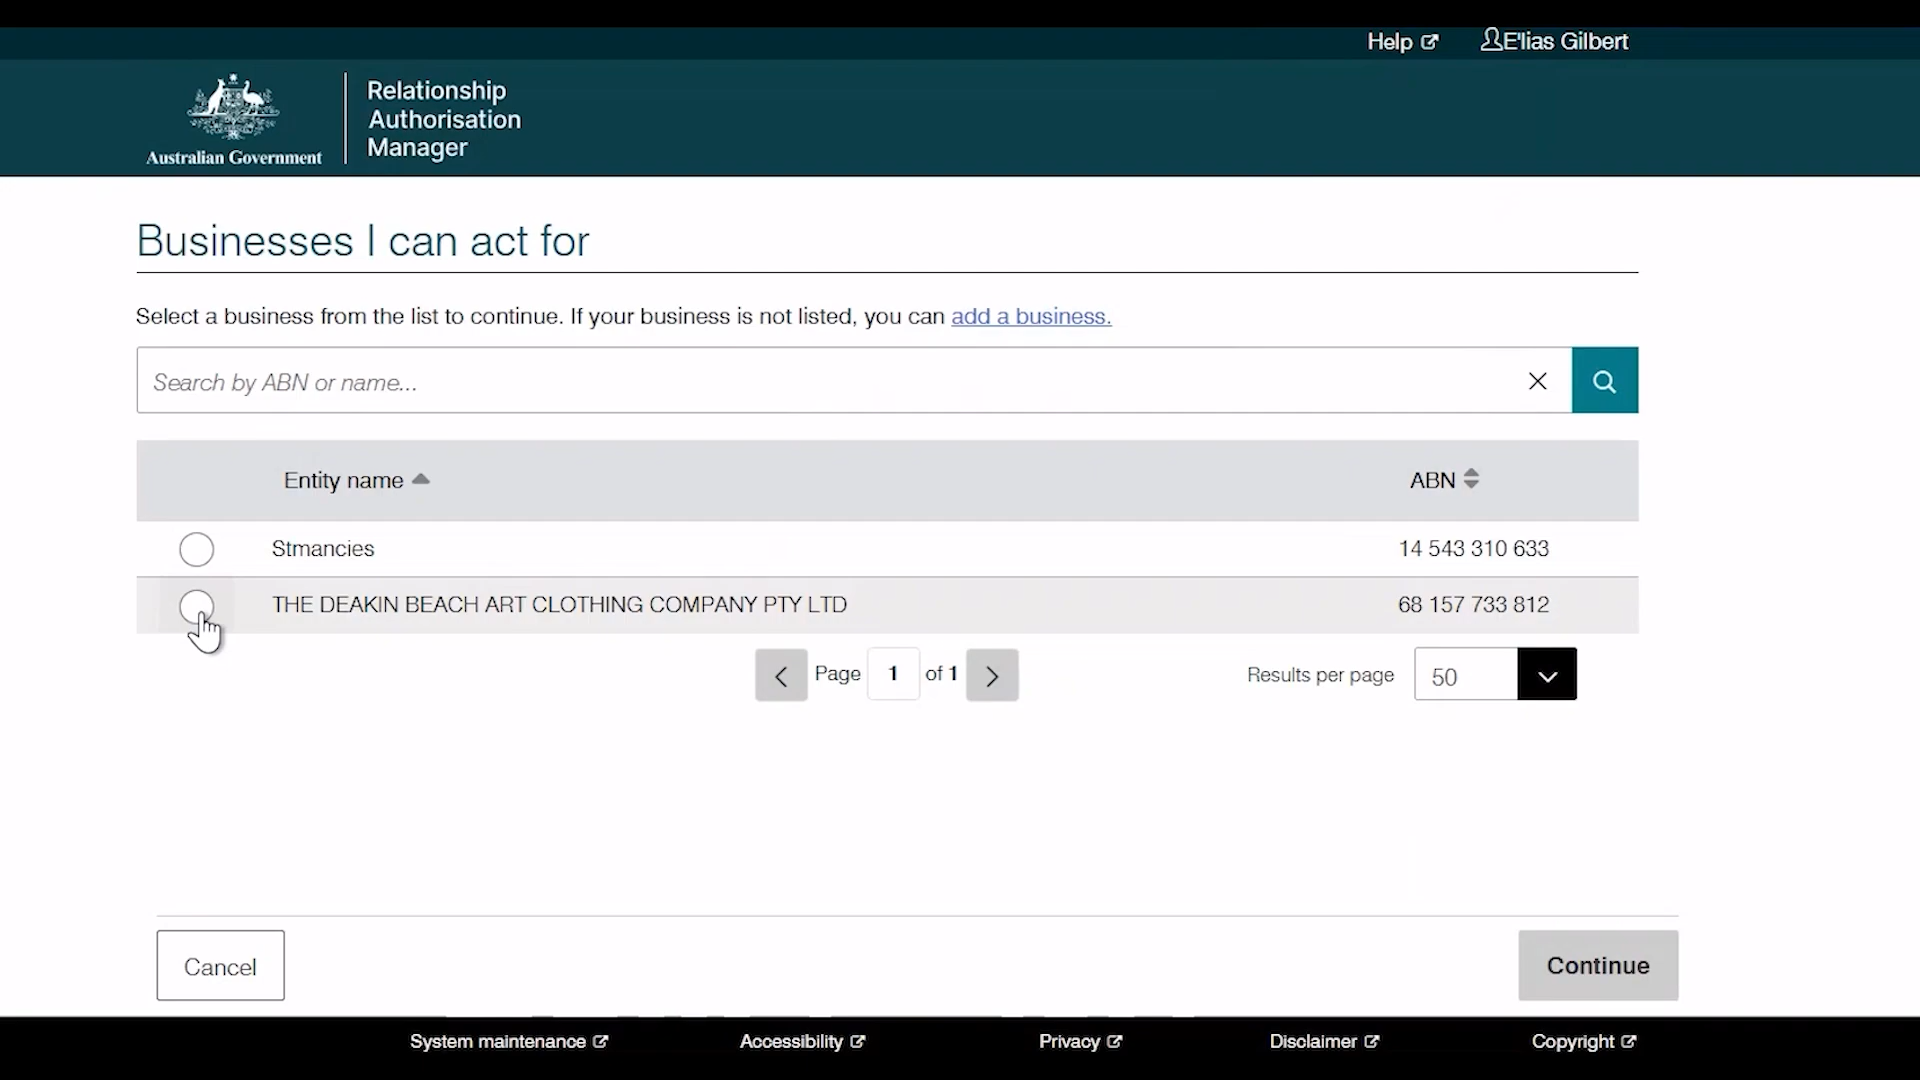 Help
E'lias Gilbert
Relationship
Authorisation
Manager
Australian Government
Businesses I can act for
Select a business from the list to continue. If your business is not listed, you can add a business.
Search by ABN or name...
Entity name ABN
Stmancies 14 543 310 633
THE DEAKIN BEACH ART CLOTHING COMPANY PTY LTD 68 157 733 812
Page 1 of 1
Results per page 50
Cancel
Continue
System maintenance Accessibility Privacy Disclaimer Copyright